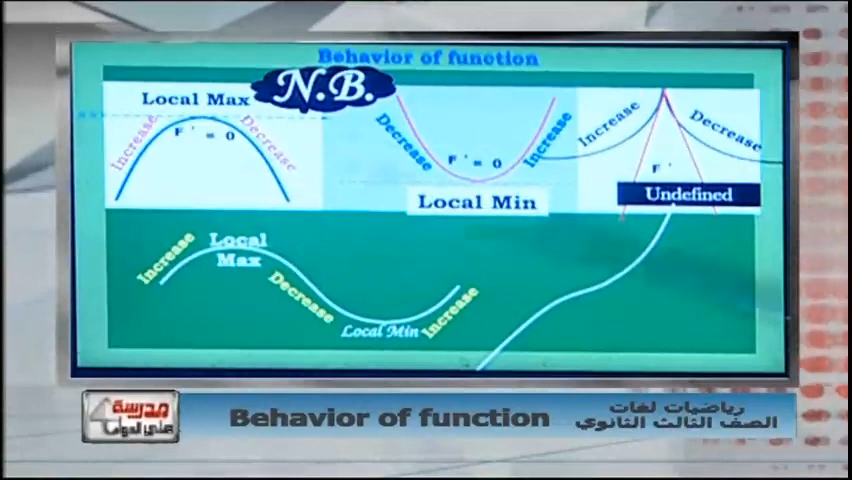 Behavior of function
N.B.
Local Max
Increase
F ' = 0
Decrease
Decrease
F ' = 0
Increase
Local Min
Increase
Decrease
F '
Undefined
Increase
Local
Max
Decrease
Local Min
Increase
مدرسة
على الهواء
Behavior of function
رياضيات لغات
الصف الثالث الثانوي